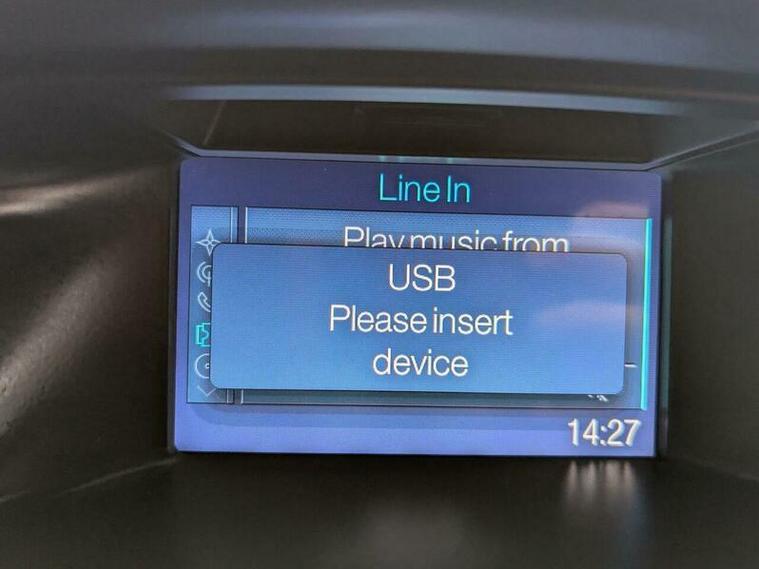 Line In
Play music from
USB
Please insert
device
14:27